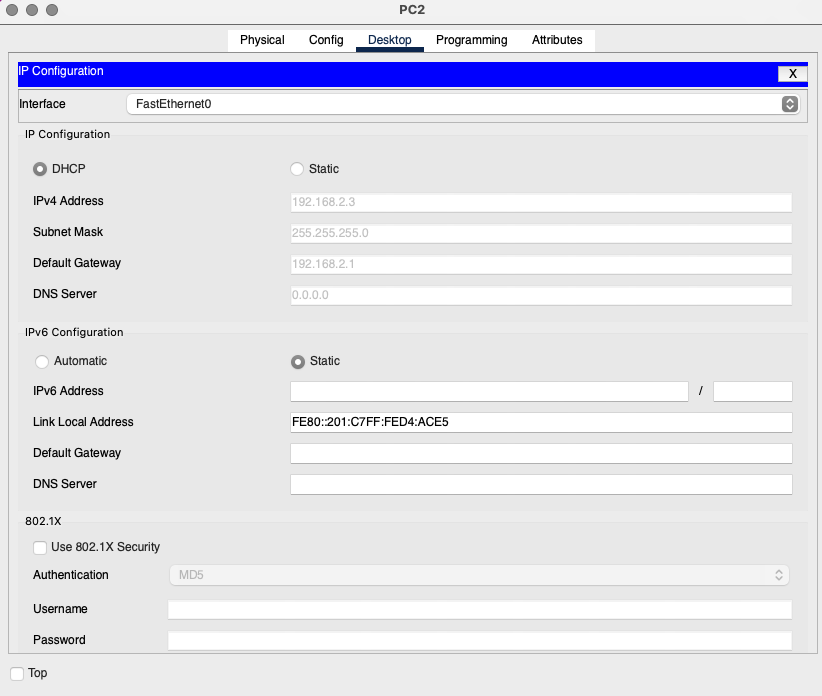 PC2
Physical Config Desktop Programming Attributes
IP Configuration
X
Interface FastEthernet0
IP Configuration
DHCP Static
IPv4 Address 192.168.2.3
Subnet Mask 255.255.255.0
Default Gateway 192.168.2.1
DNS Server 0.0.0.0
IPv6 Configuration
Automatic Static
IPv6 Address /
Link Local Address FE80::201:C7FF:FED4:ACE5
Default Gateway
DNS Server
802.1X
Use 802.1X Security
Authentication MD5
Username
Password
Top